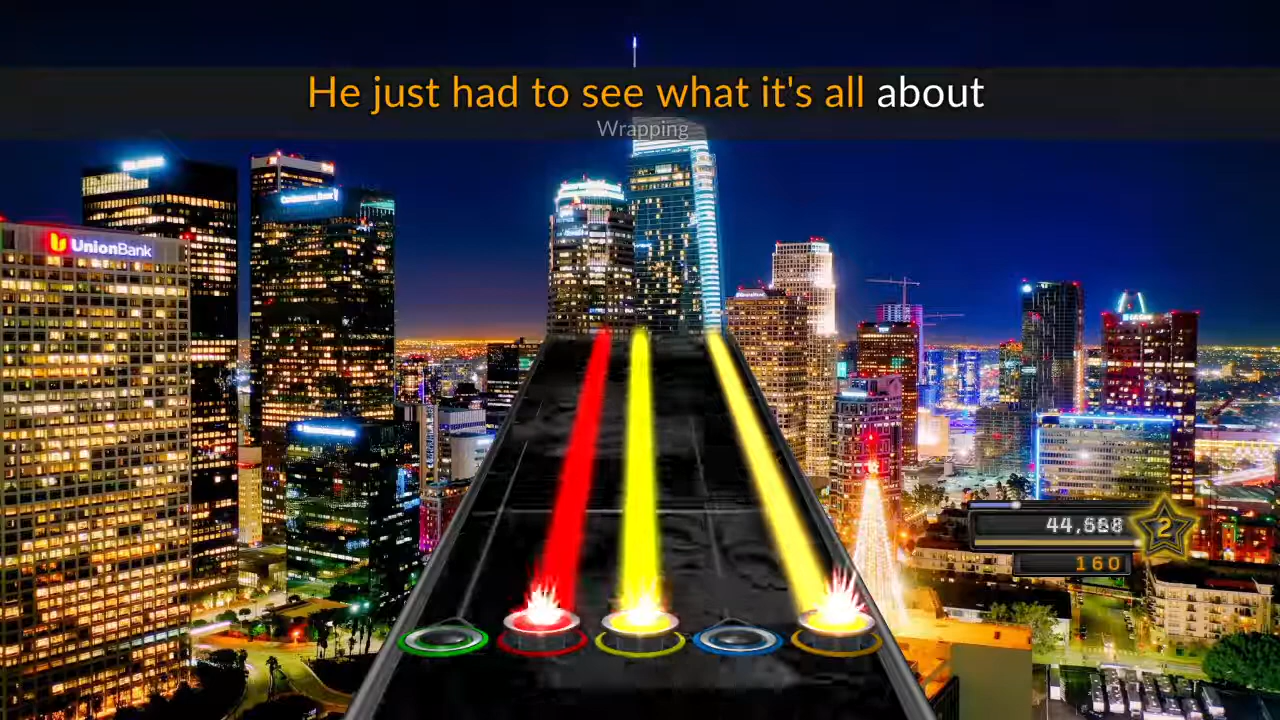 He just had to see what it's all about
Wrapping
UnionBank
44,668
2
160